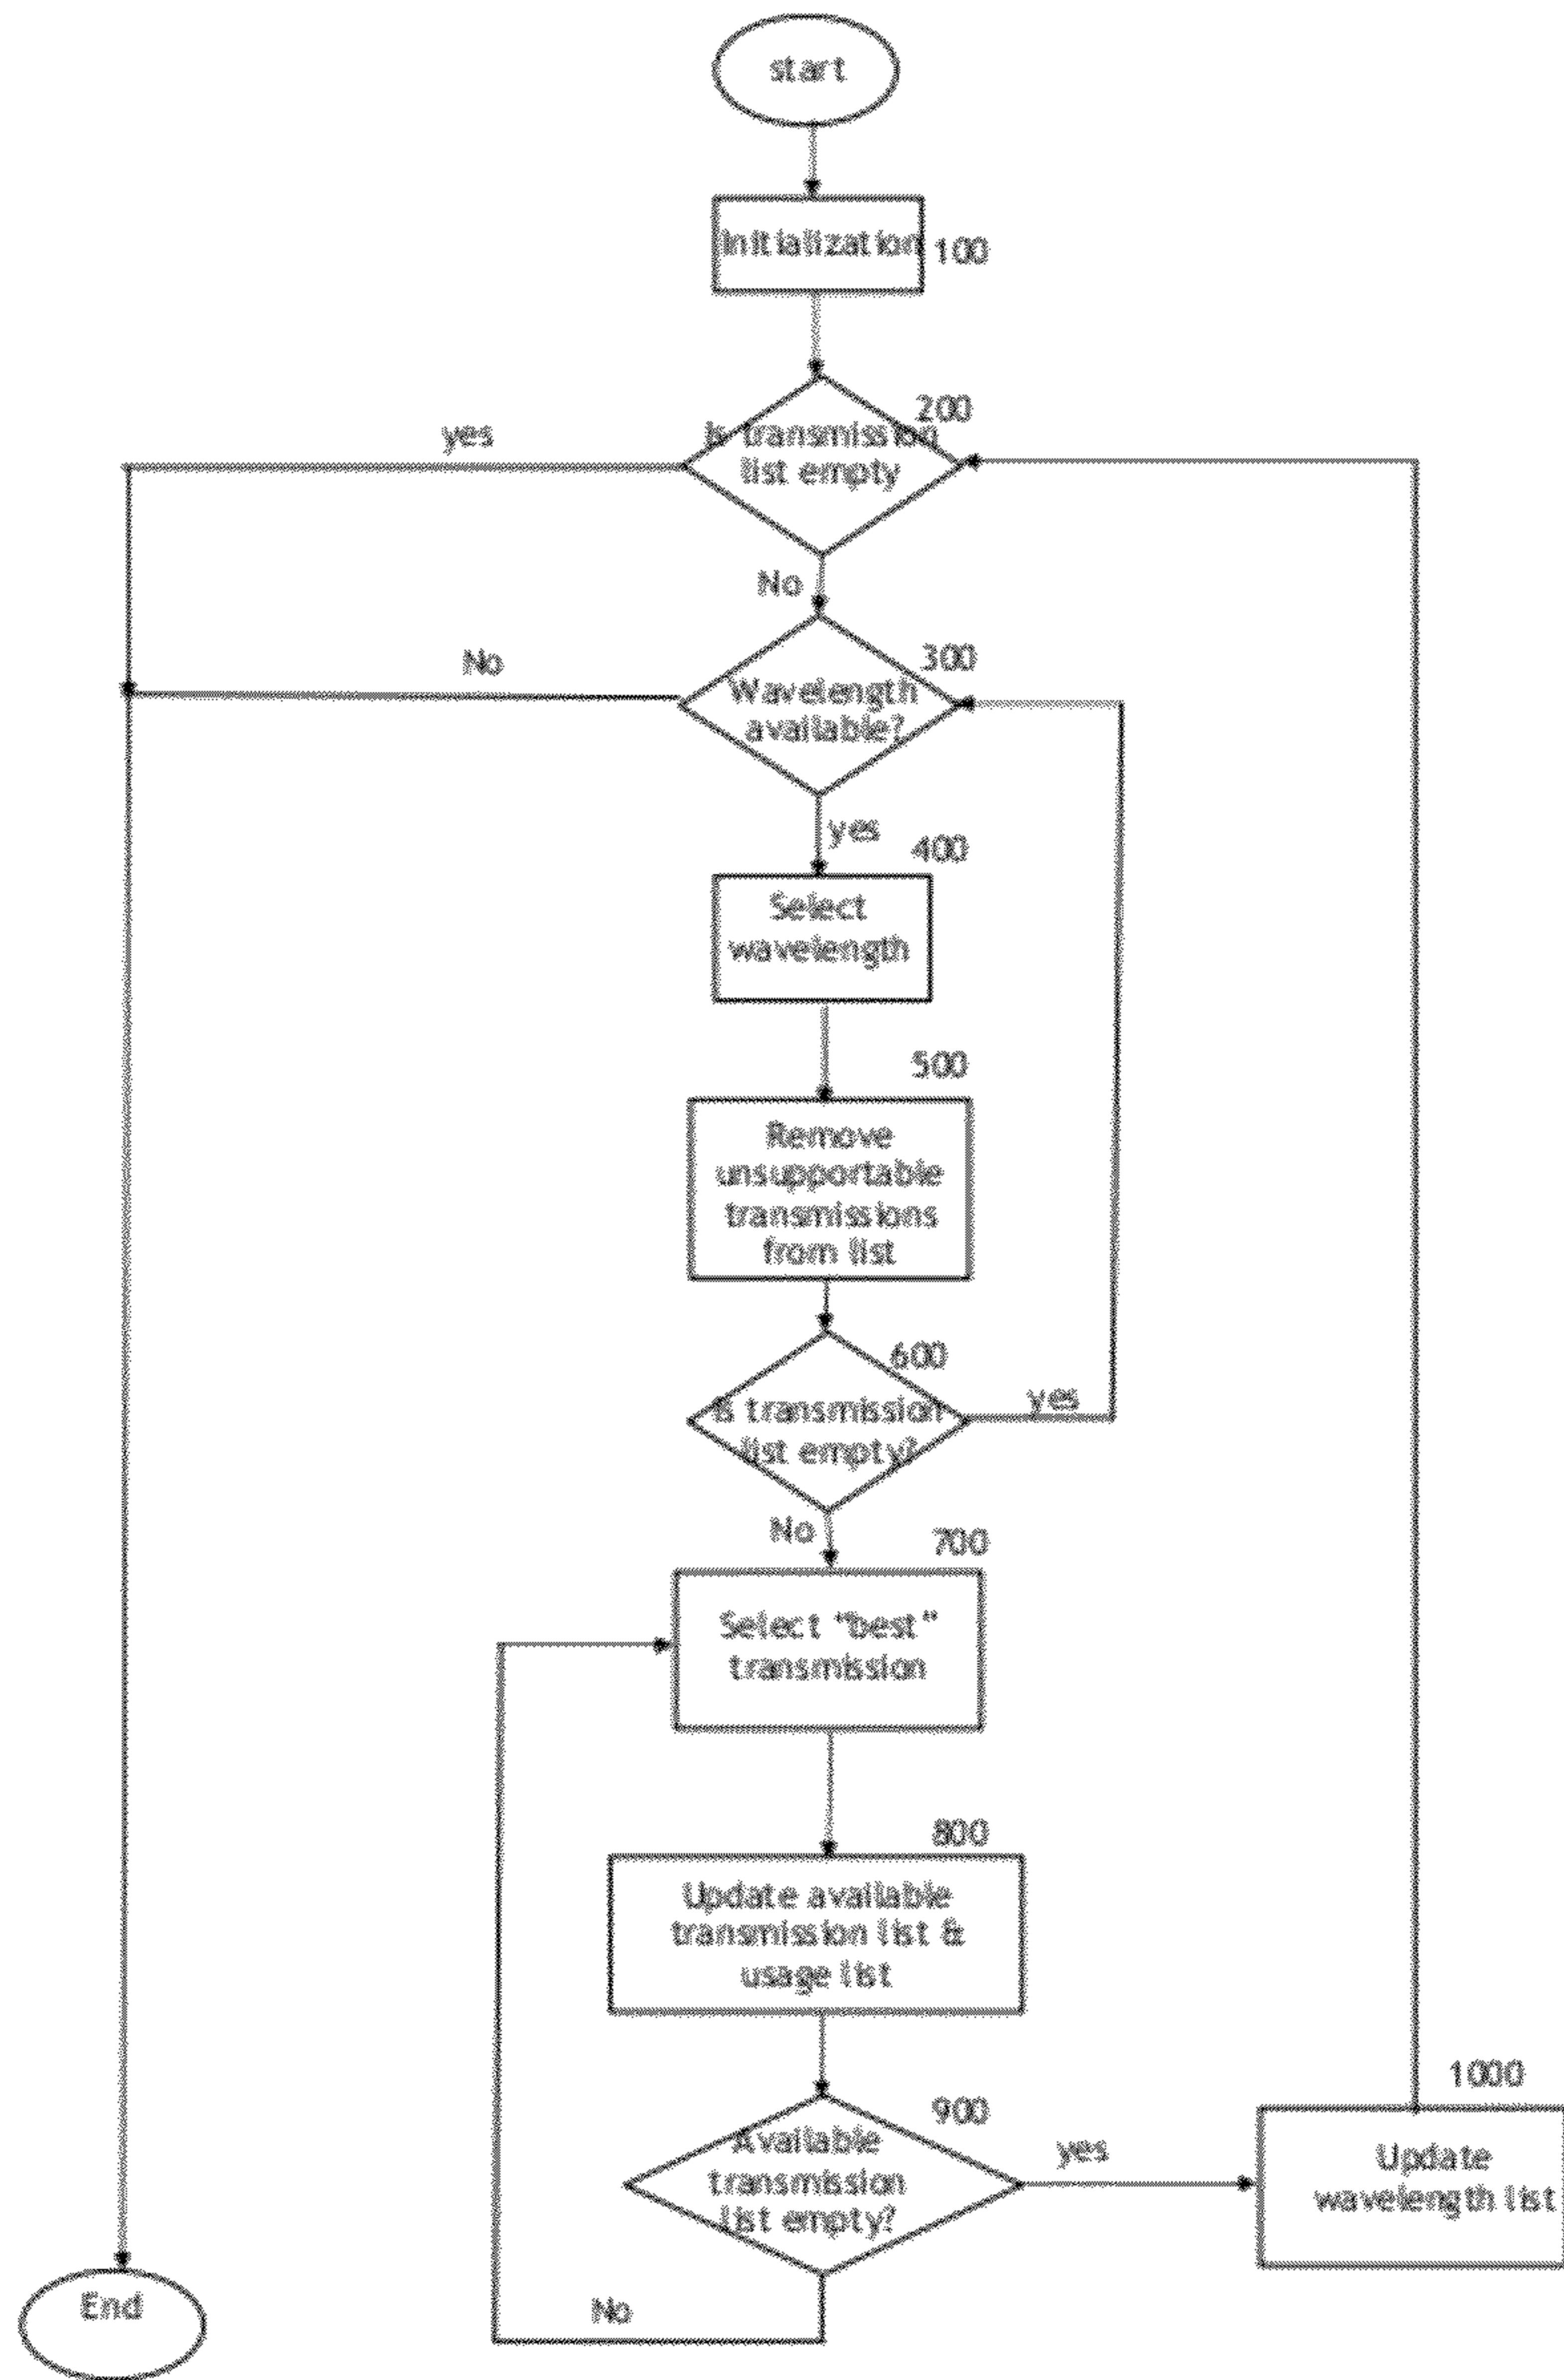 start
Initialization
100
200
yes
Is transmission
list empty
No
300
No
Wavelength
available?
yes
400
Select
wavelength
500
Remove
unsupportable
transmissions
from list
600
Is transmission
list empty?
yes
No
700
Select "best"
transmission
800
Update available
transmission list &
usage list
900
1000
Available
transmission
list empty?
yes
Update
wavelength list
No
End